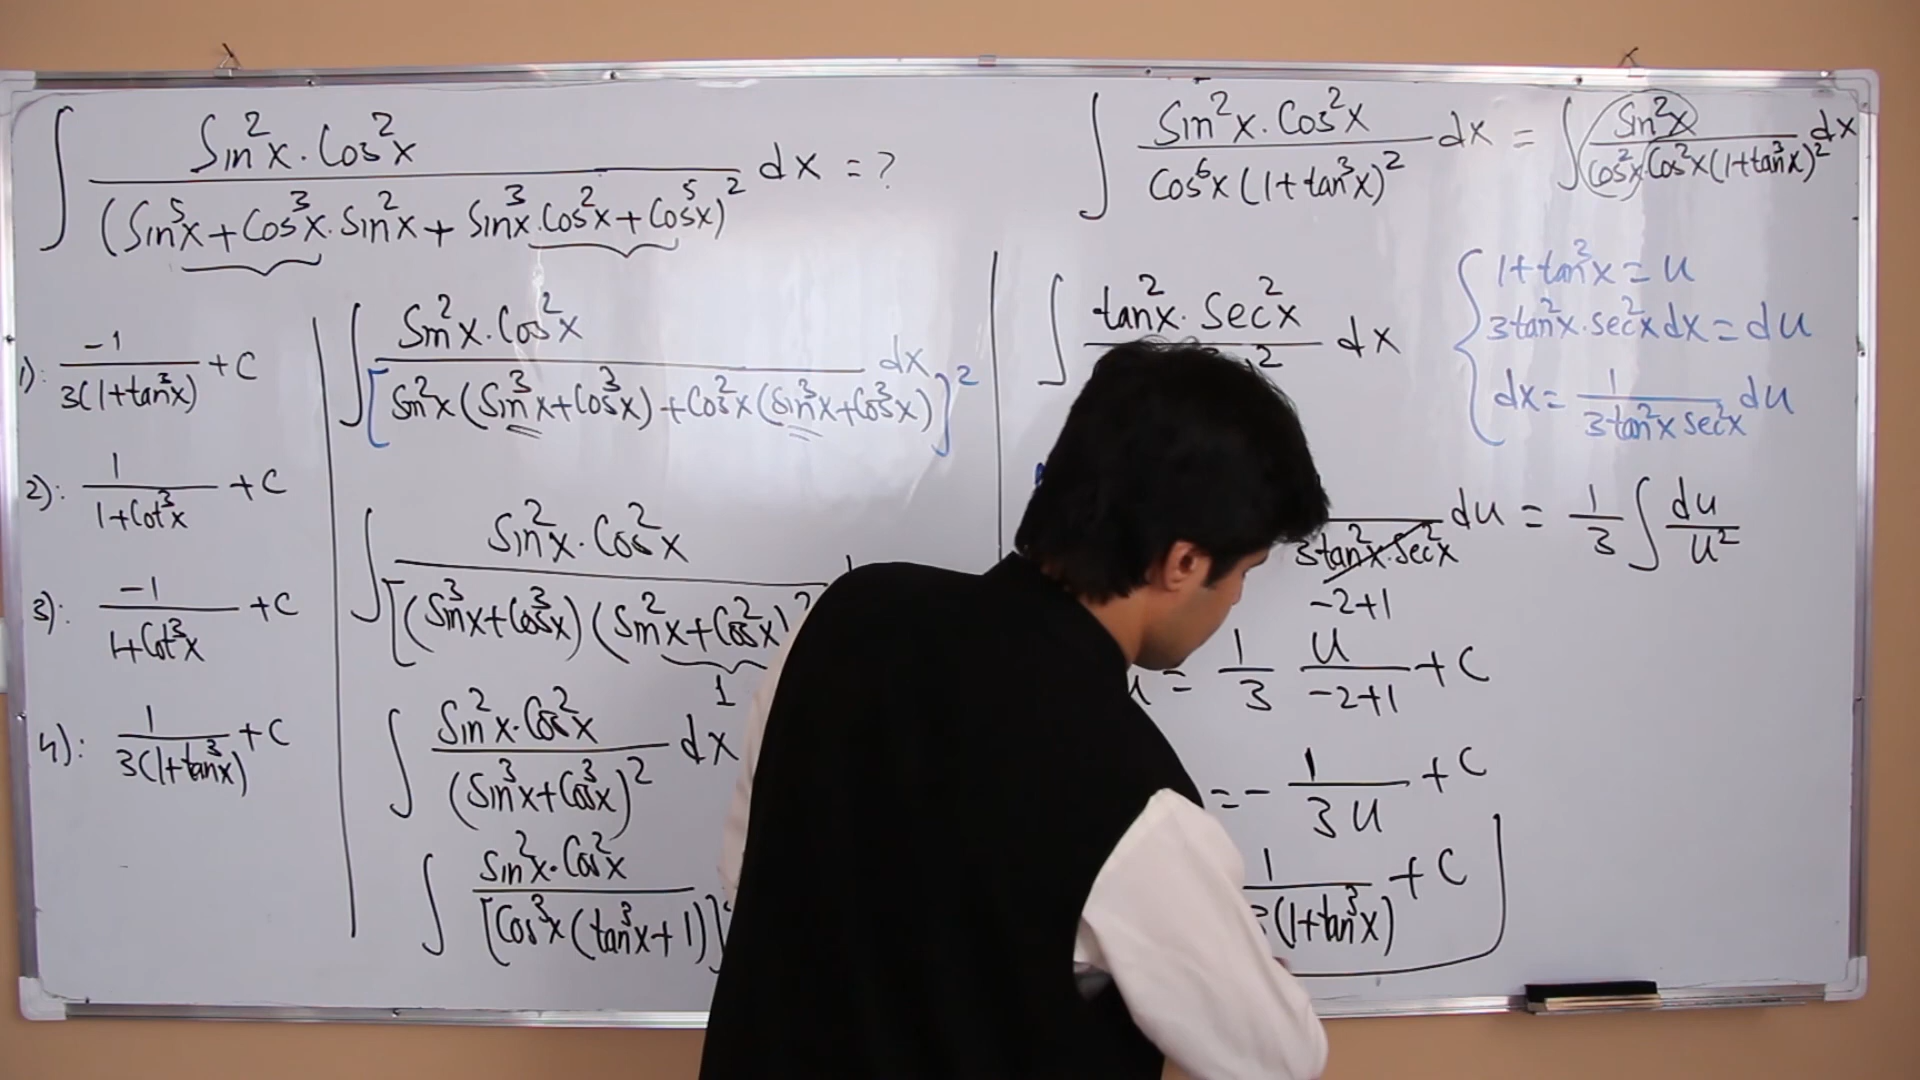 ∫ Sin²x · Cos²x / (Sin⁵x + Cos³x · Sin²x + Sin³x · Cos²x + Cos⁵x)² dx = ?
1): -1 / 3(1+tan³x) + C
2): 1 / 1+Cot³x + C
3): -1 / 1+Cot³x + C
4): 1 / 3(1+tan³x) + C
∫ Sin²x · Cos²x / [Sin²x (Sin³x + Cos³x) + Cos²x (Sin³x + Cos³x)]² dx
∫ Sin²x · Cos²x / [(Sin³x + Cos³x) (Sin²x + Cos²x)
1
∫ Sin²x · Cos²x / (Sin³x + Cos³x)² dx
∫ Sin²x · Cos²x / [Cos³x (tan³x + 1)]
∫ Sin²x · Cos²x / Cos⁶x (1+tan³x)² dx = ∫ Sin²x / Cos²x · Cos²x (1+tan³x)² dx
∫ tan²x · Sec²x / ² dx
1 + tan³x = u
3tan²x · sec²x dx = du
dx = 1 / 3tan²x sec²x du
3tan²x · Sec²x du = 1/3 ∫ du / u²
= 1/3 u⁻²⁺¹ / -2+1 + C
= - 1 / 3u + C
1 / 3(1+tan³x) + C